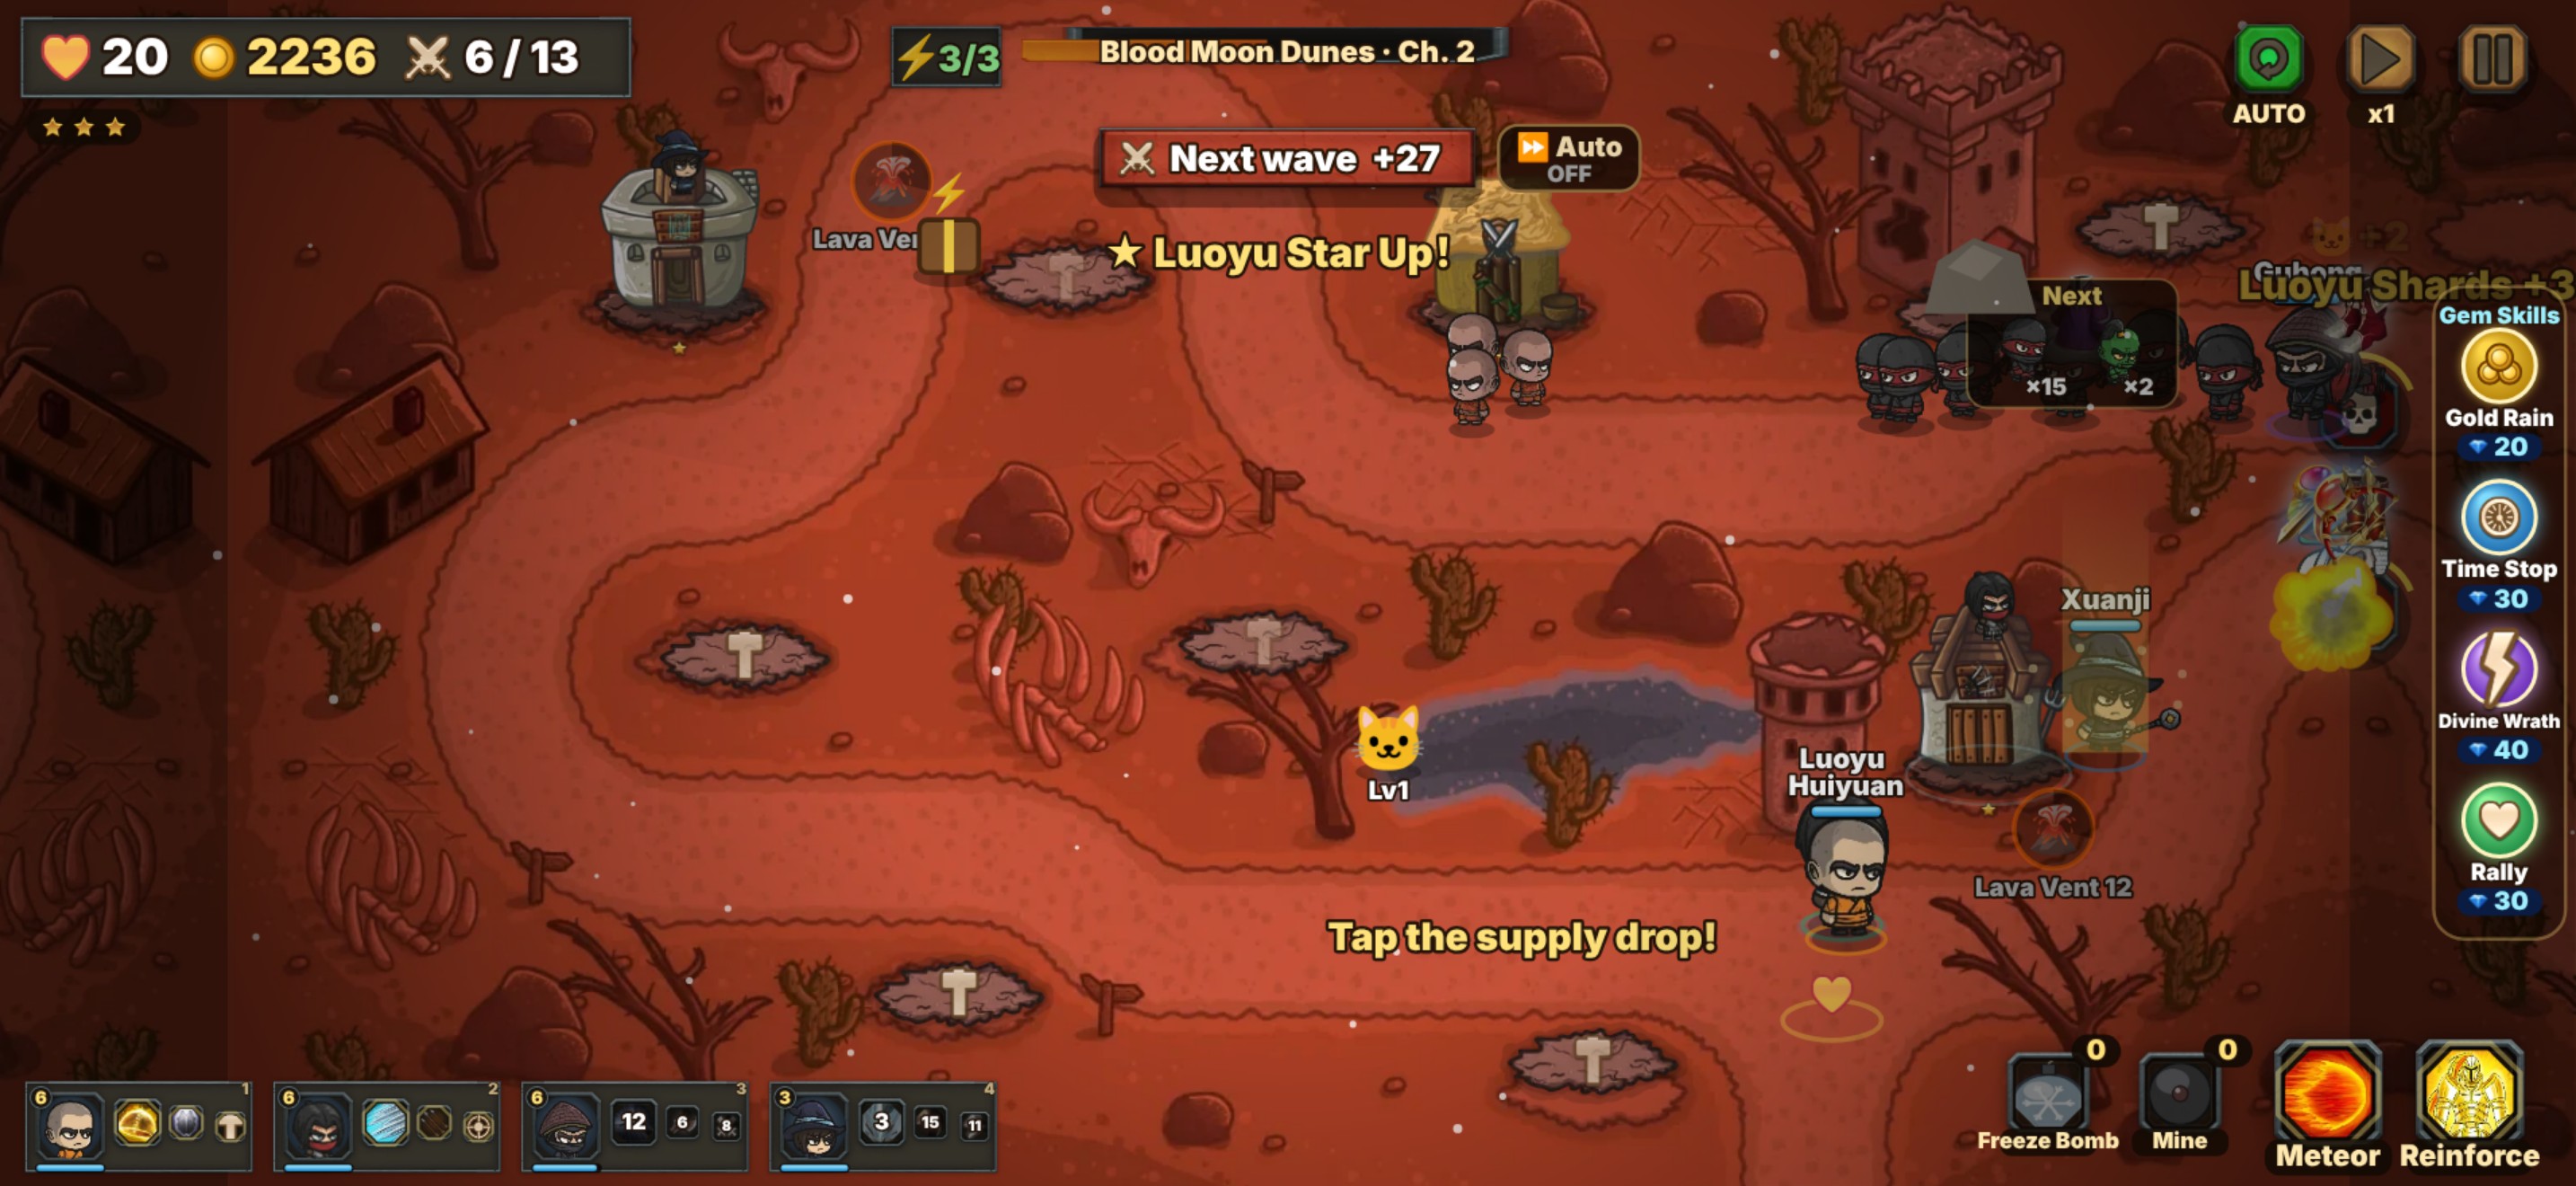 20 2236 6/13
3/3
Blood Moon Dunes · Ch. 2
AUTO
x1
Next wave +27
Auto
OFF
Lava Ve
Luoyu Star Up!
+2
Luoyu Shards +3
Next
×15 ×2
Gem Skills
Gold Rain
20
Time Stop
30
Divine Wrath
40
Rally
30
Xuanji
Luoyu
Huiyuan
Lv1
Lava Vent 12
Tap the supply drop!
6 1
6 2
6 12 6 8 3
3 3 15 11 4
0
Freeze Bomb
0
Mine
Meteor
Reinforce